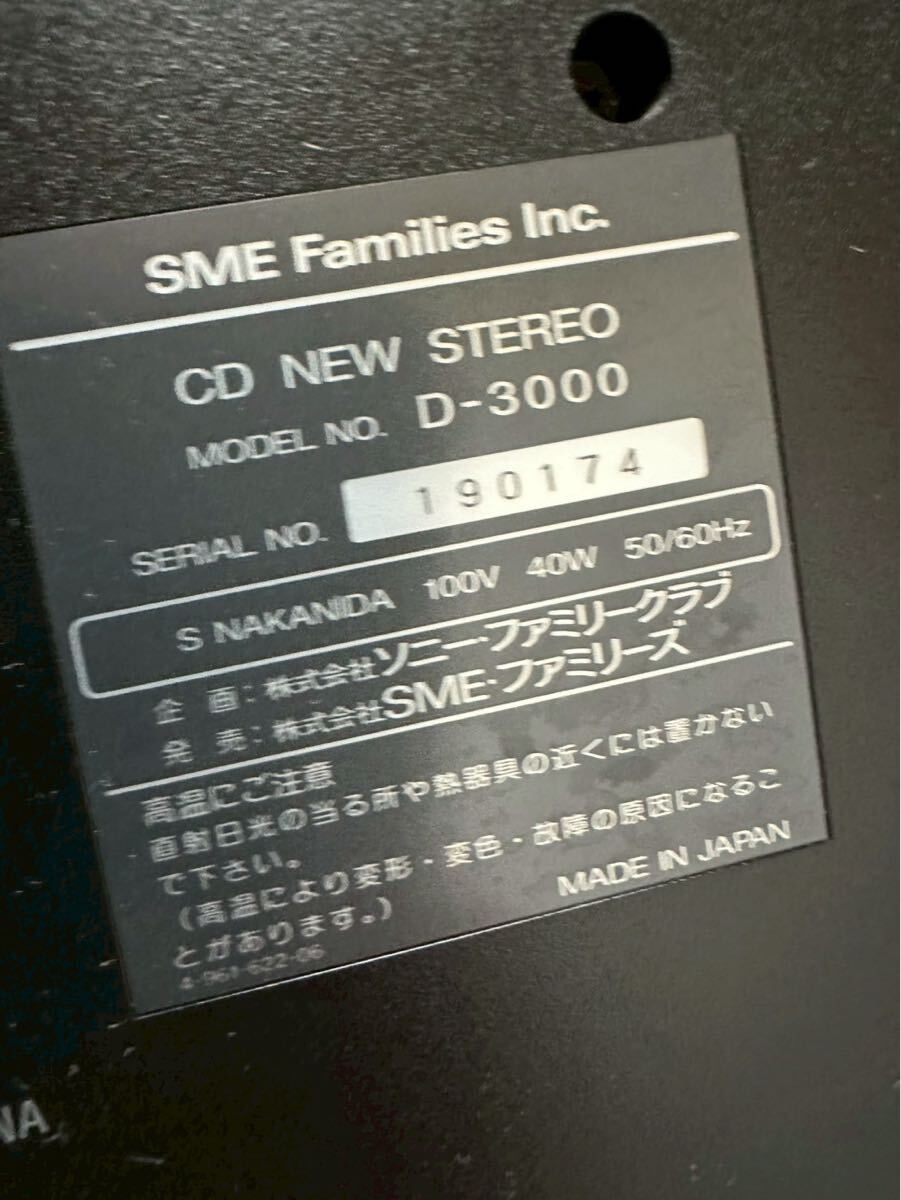 SME Families Inc.
CD NEW STEREO
MODEL NO. D-3000
SERIAL NO. 190174
S NAKANIDA 100V 40W 50/60Hz
企画:株式会社ソニー・ファミリークラブ
発売:株式会社SME・ファミリーズ
高温にご注意
直射日光の当る所や熱器具の近くには置かない
で下さい。
(高温により変形・変色・故障の原因になるこ
とがあります。)
MADE IN JAPAN
4-961-622-06
NA